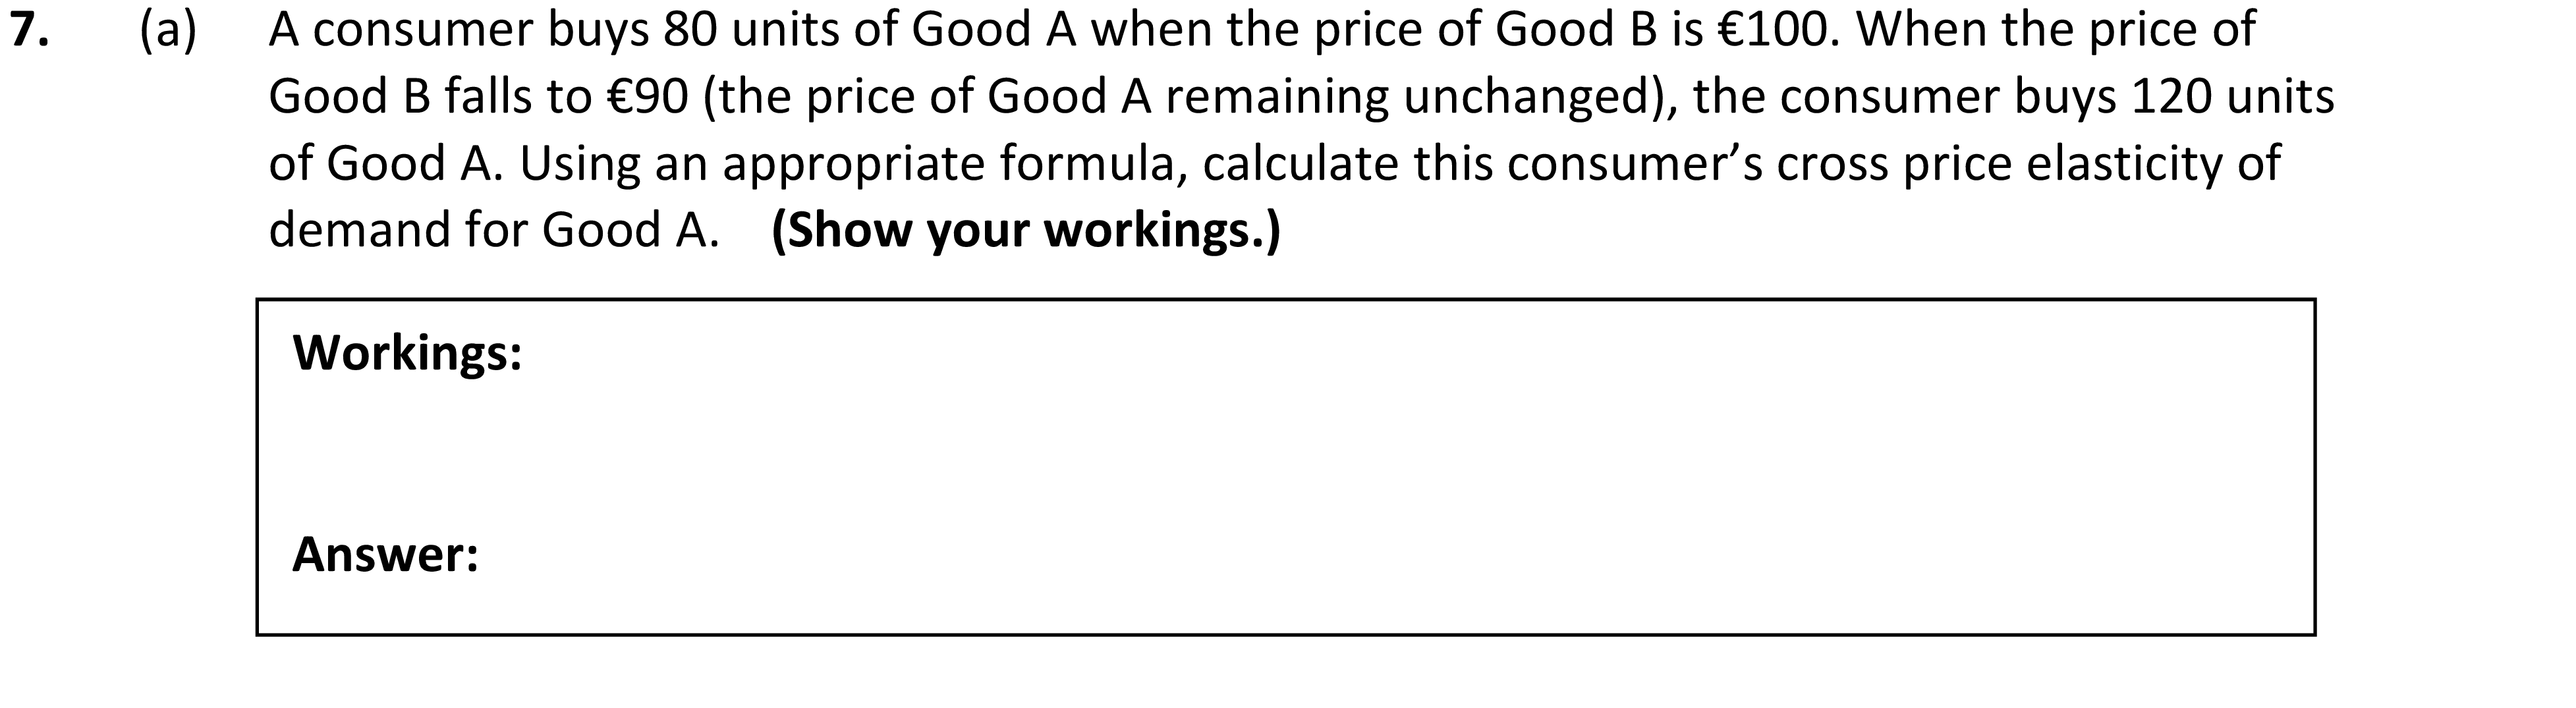 7. (a) A consumer buys 80 units of Good A when the price of Good B is €100. When the price of
Good B falls to €90 (the price of Good A remaining unchanged), the consumer buys 120 units
of Good A. Using an appropriate formula, calculate this consumer’s cross price elasticity of
demand for Good A. (Show your workings.)
Workings:
Answer: